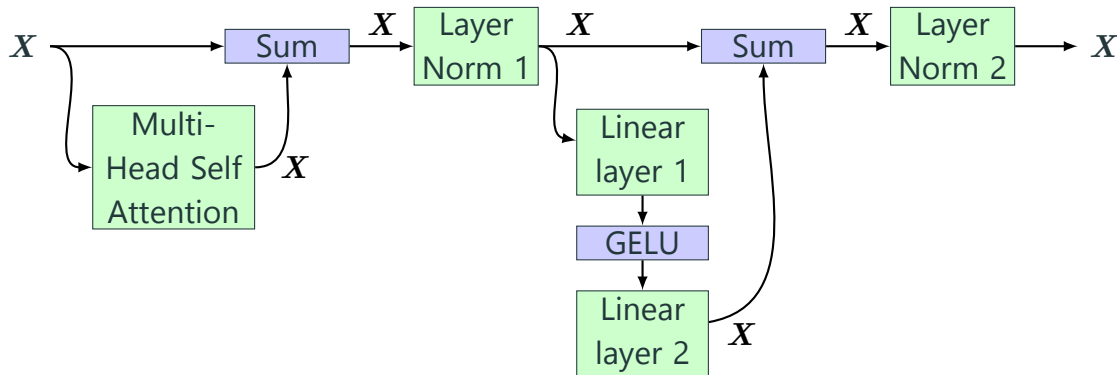 X
Sum
X
Layer
Norm 1
X
Sum
X
Layer
Norm 2
X
Multi-
Head Self
Attention
X
Linear
layer 1
GELU
Linear
layer 2
X